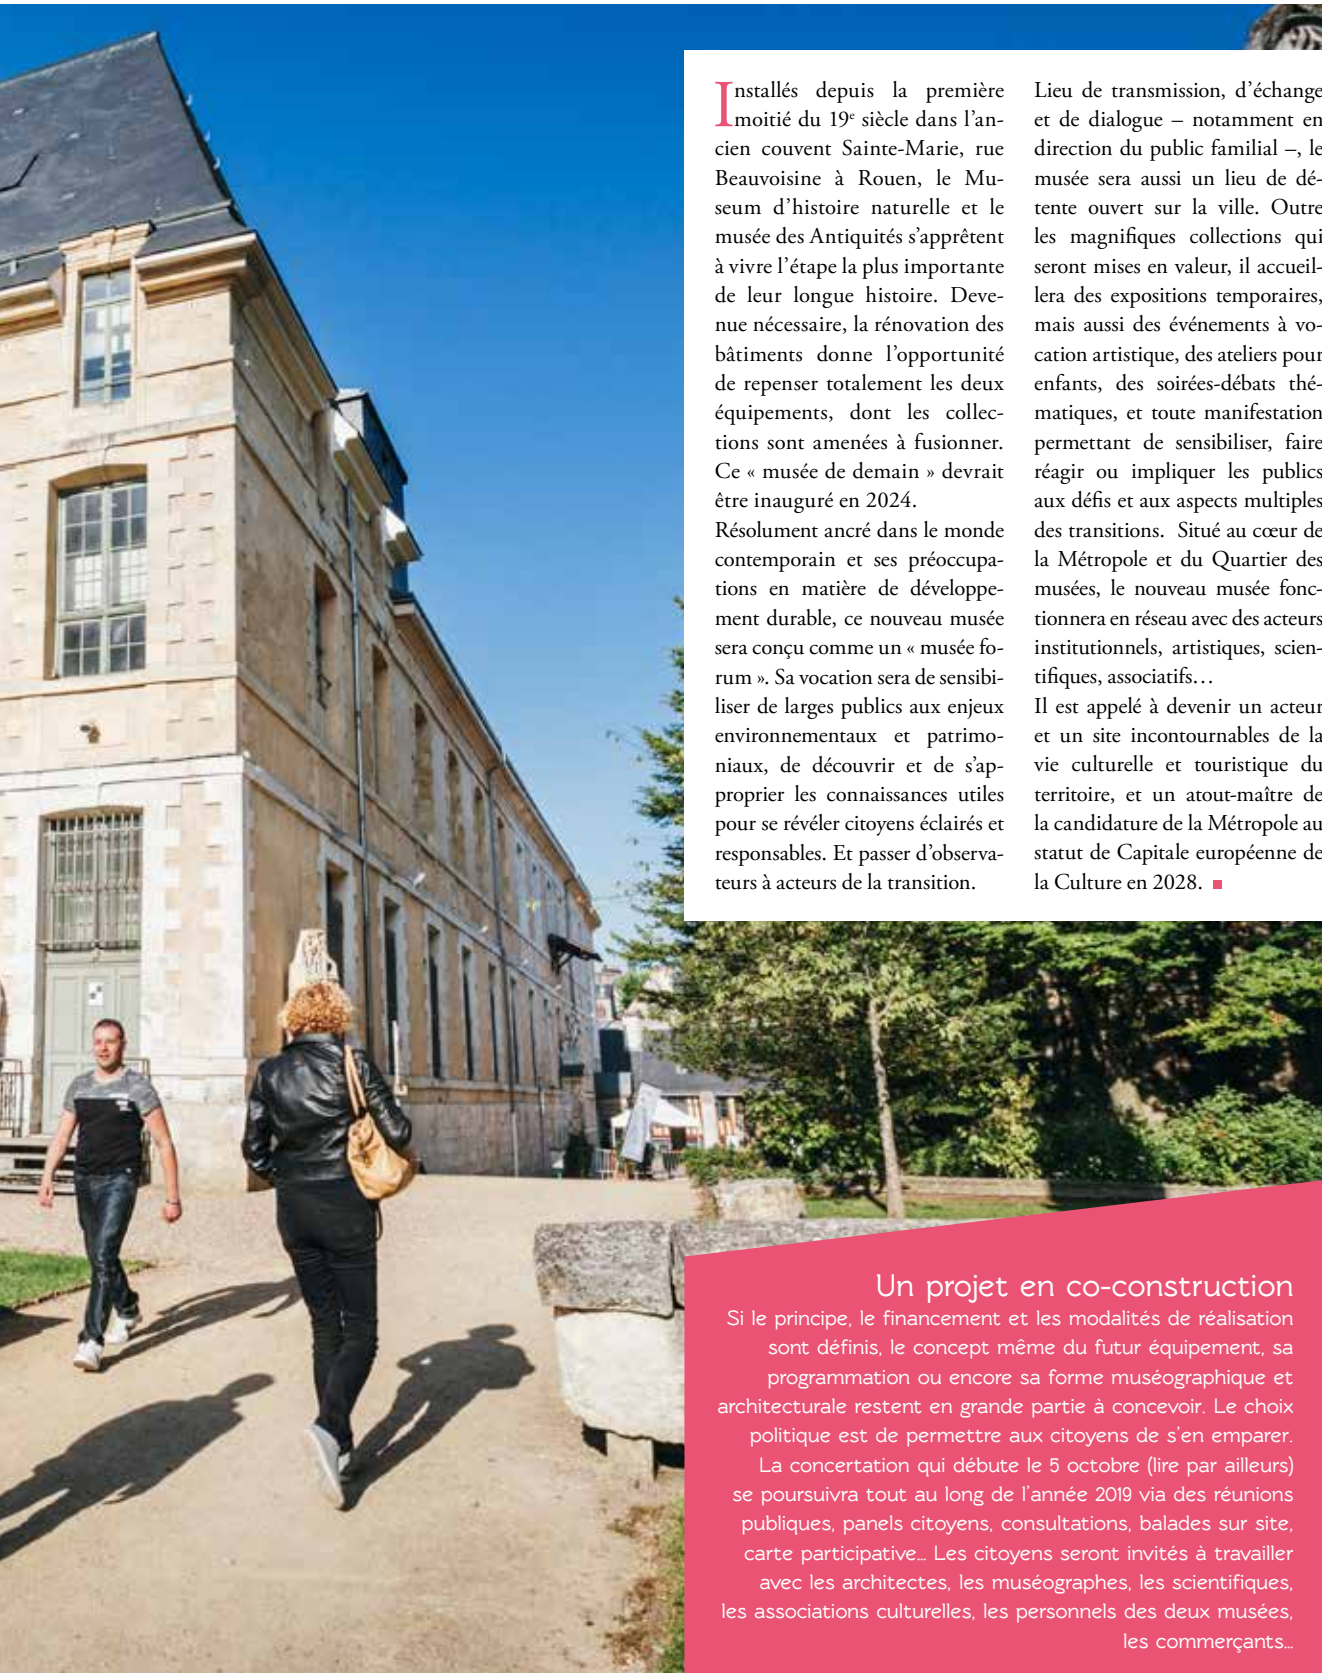 Installés depuis la première
moitié du 19e siècle dans l'an-
cien couvent Sainte-Marie, rue
Beauvoisine à Rouen, le Mu-
seum d'histoire naturelle et le
musée des Antiquités s'apprêtent
à vivre l'étape la plus importante
de leur longue histoire. Deve-
nue nécessaire, la rénovation des
bâtiments donne l'opportunité
de repenser totalement les deux
équipements, dont les collec-
tions sont amenées à fusionner.
Ce « musée de demain » devrait
être inauguré en 2024.
Résolument ancré dans le monde
contemporain et ses préoccupa-
tions en matière de développe-
ment durable, ce nouveau musée
sera conçu comme un « musée fo-
rum ». Sa vocation sera de sensibi-
liser de larges publics aux enjeux
environnementaux et patrimo-
niaux, de découvrir et de s'ap-
proprier les connaissances utiles
pour se révéler citoyens éclairés et
responsables. Et passer d'observa-
teurs à acteurs de la transition.
Lieu de transmission, d'échange
et de dialogue – notamment en
direction du public familial –, le
musée sera aussi un lieu de dé-
tente ouvert sur la ville. Outre
les magnifiques collections qui
seront mises en valeur, il accueil-
lera des expositions temporaires,
mais aussi des événements à vo-
cation artistique, des ateliers pour
enfants, des soirées-débats thé-
matiques, et toute manifestation
permettant de sensibiliser, faire
réagir ou impliquer les publics
aux défis et aux aspects multiples
des transitions. Situé au cœur de
la Métropole et du Quartier des
musées, le nouveau musée fonc-
tionnera en réseau avec des acteurs
institutionnels, artistiques, scien-
tifiques, associatifs…
Il est appelé à devenir un acteur
et un site incontournables de la
vie culturelle et touristique du
territoire, et un atout-maître de
la candidature de la Métropole au
statut de Capitale européenne de
la Culture en 2028.
Un projet en co-construction
Si le principe, le financement et les modalités de réalisation
sont définis, le concept même du futur équipement, sa
programmation ou encore sa forme muséographique et
architecturale restent en grande partie à concevoir. Le choix
politique est de permettre aux citoyens de s'en emparer.
La concertation qui débute le 5 octobre (lire par ailleurs)
se poursuivra tout au long de l'année 2019 via des réunions
publiques, panels citoyens, consultations, balades sur site,
carte participative… Les citoyens seront invités à travailler
avec les architectes, les muséographes, les scientifiques,
les associations culturelles, les personnels des deux musées,
les commerçants…